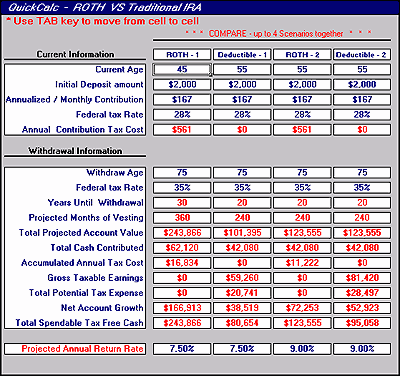 QuickCalc - ROTH VS Traditional IRA
* Use TAB key to move from cell to cell
* * * COMPARE - up to 4 Scenarios together * * *
Current Information ROTH - 1 Deductible - 1 ROTH - 2 Deductible - 2
Current Age 45 55 55 55
Initial Deposit amount $2,000 $2,000 $2,000 $2,000
Annualized / Monthly Contribution $167 $167 $167 $167
Federal tax Rate 28% 28% 28% 28%
Annual Contribution Tax Cost $561 $0 $561 $0
Withdrawal Information
Withdraw Age 75 75 75 75
Federal tax Rate 35% 35% 35% 35%
Years Until Withdrawal 30 20 20 20
Projected Months of Vesting 360 240 240 240
Total Projected Account Value $243,866 $101,395 $123,555 $123,555
Total Cash Contributed $62,120 $42,080 $42,080 $42,080
Accumulated Annual Tax Cost $16,834 $0 $11,222 $0
Gross Taxable Earnings $0 $59,260 $0 $81,420
Total Potential Tax Expense $0 $20,741 $0 $28,497
Net Account Growth $166,913 $38,519 $72,253 $52,923
Total Spendable Tax Free Cash $243,866 $80,654 $123,555 $95,058
Projected Annual Return Rate 7.50% 7.50% 9.00% 9.00%